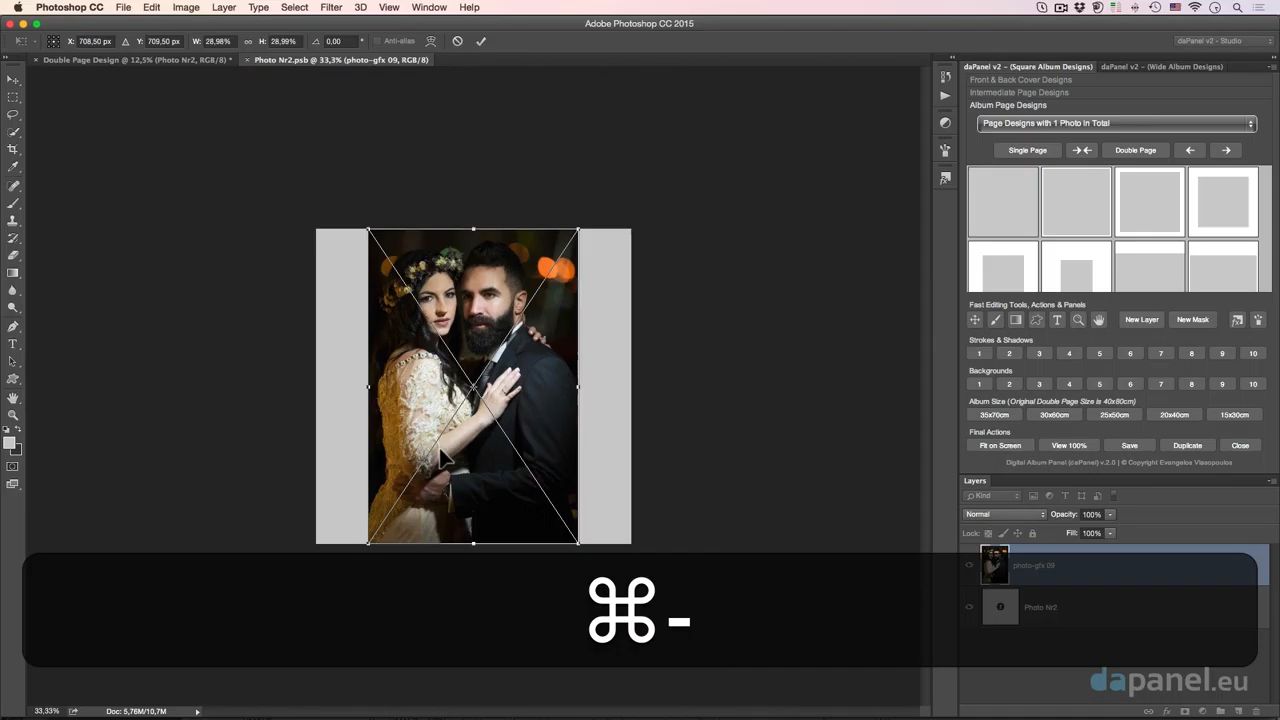 Photoshop CC File Edit Image Layer Type Select Filter 3D View Window Help
Adobe Photoshop CC 2015
X: 708,50 px Y: 709,50 px W: 28,98% H: 28,99% 0,00 ° Anti-alias daPanel v2 - Studio
Double Page Design @ 12,5% (Photo Nr2, RGB/8) * Photo Nr2.psb @ 33,3% (photo-gfx 09, RGB/8)
daPanel v2 - (Square Album Designs) daPanel v2 - (Wide Album Designs)
Front & Back Cover Designs
Intermediate Page Designs
Album Page Designs
Page Designs with 1 Photo in Total
Single Page Double Page
Fast Editing Tools, Actions & Panels
New Layer New Mask
Strokes & Shadows
1 2 3 4 5 6 7 8 9 10
Backgrounds
1 2 3 4 5 6 7 8 9 10
Album Size (Original Double Page Size is 40x80cm)
35x70cm 30x60cm 25x50cm 20x40cm 15x30cm
Final Actions
Fit on Screen View 100% Save Duplicate Close
Digital Album Panel (daPanel) v.2.0 | © Copyright Evangelos Vlasopoulos
Layers
Kind
Normal Opacity: 100%
Lock: Fill: 100%
photo-gfx 09
Photo Nr2
⌘-
dapanel.eu
33,33% Doc: 5,76M/10,7M